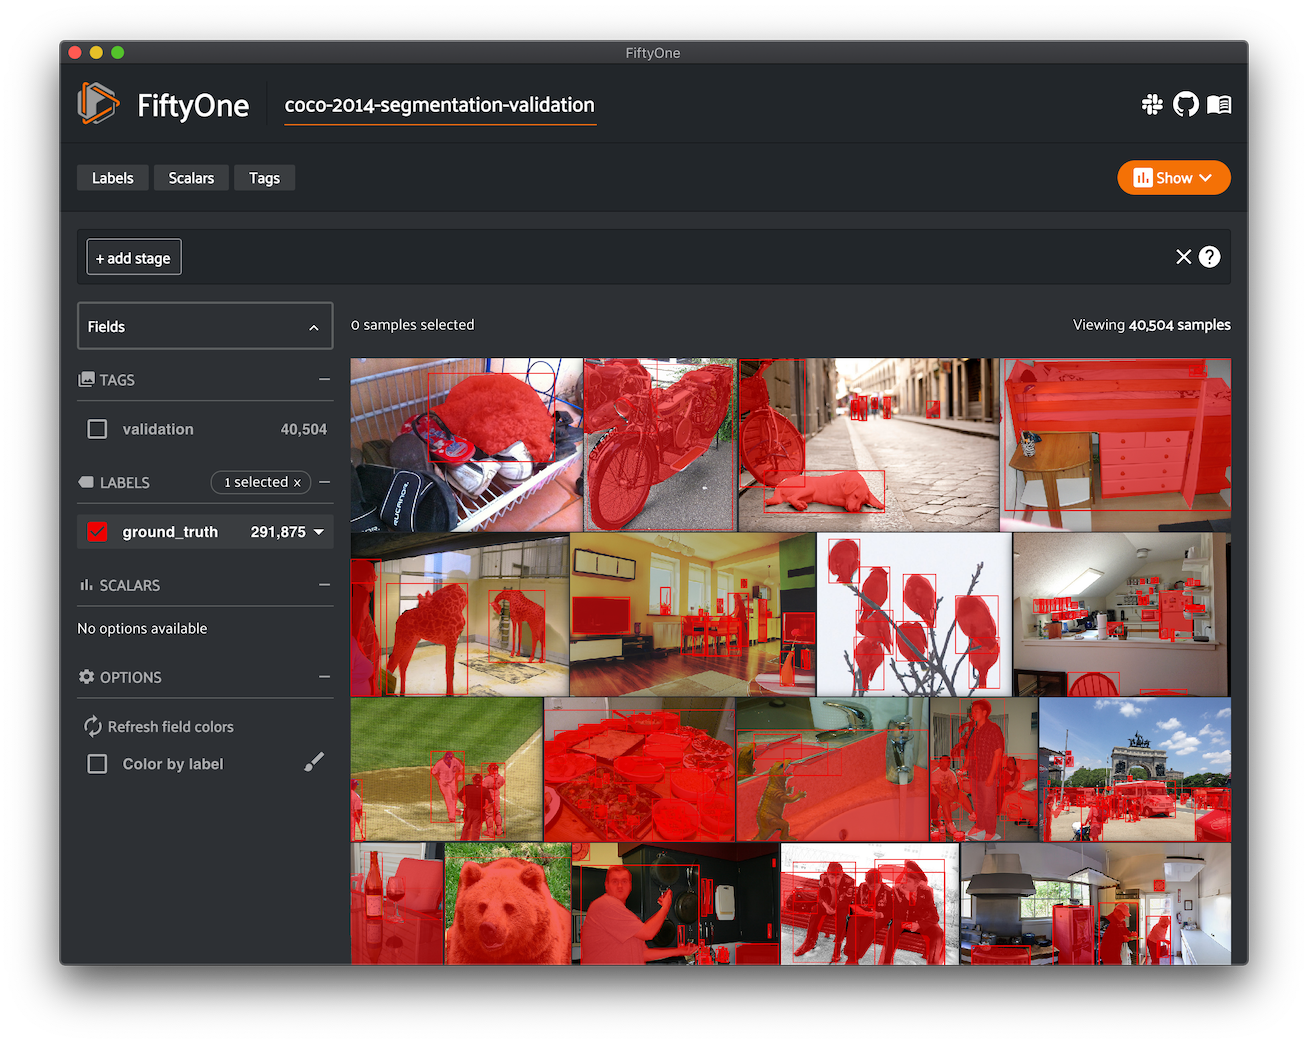 FiftyOne
FiftyOne
coco-2014-segmentation-validation
Labels
Scalars
Tags
Show
+ add stage
?
Fields
0 samples selected
Viewing 40,504 samples
TAGS
validation
40,504
LABELS
1 selected ×
ground_truth
291,875
SCALARS
No options available
OPTIONS
Refresh field colors
Color by label
RUCANOR